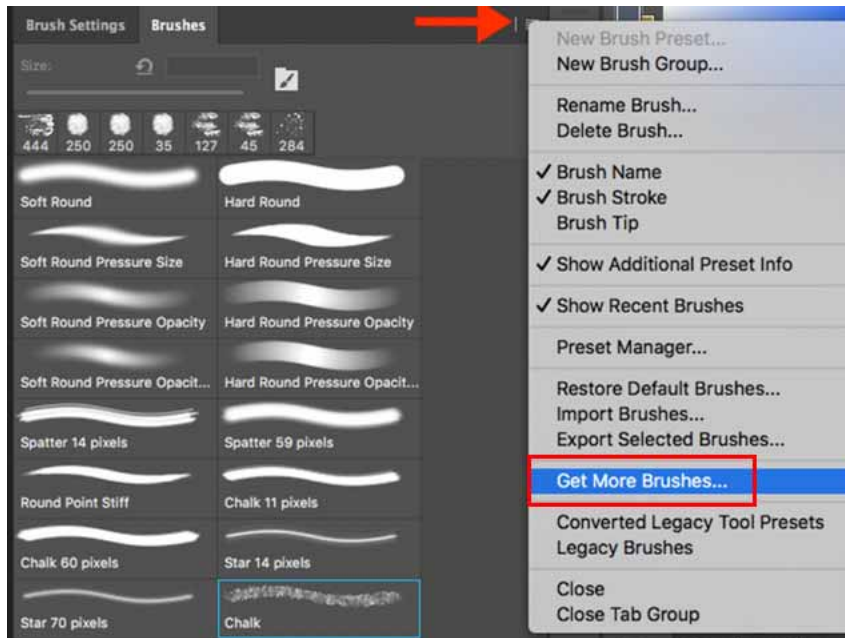 Brush Settings Brushes
Size:
444 250 250 35 127 45 284
Soft Round Hard Round
Soft Round Pressure Size Hard Round Pressure Size
Soft Round Pressure Opacity Hard Round Pressure Opacity
Soft Round Pressure Opacit... Hard Round Pressure Opacit...
Spatter 14 pixels Spatter 59 pixels
Round Point Stiff Chalk 11 pixels
Chalk 60 pixels Star 14 pixels
Star 70 pixels Chalk
New Brush Preset...
New Brush Group...
Rename Brush...
Delete Brush...
Brush Name
Brush Stroke
Brush Tip
Show Additional Preset Info
Show Recent Brushes
Preset Manager...
Restore Default Brushes...
Import Brushes...
Export Selected Brushes...
Get More Brushes...
Converted Legacy Tool Presets
Legacy Brushes
Close
Close Tab Group